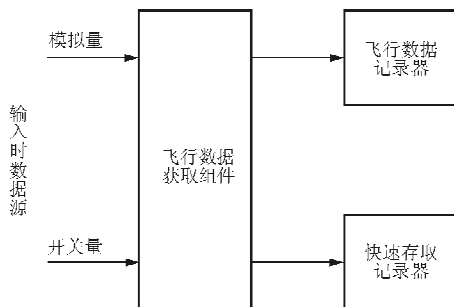 模拟量
飞行数据
记录器
输入时数据源
飞行数据
获取组件
开关量
快速存取
记录器